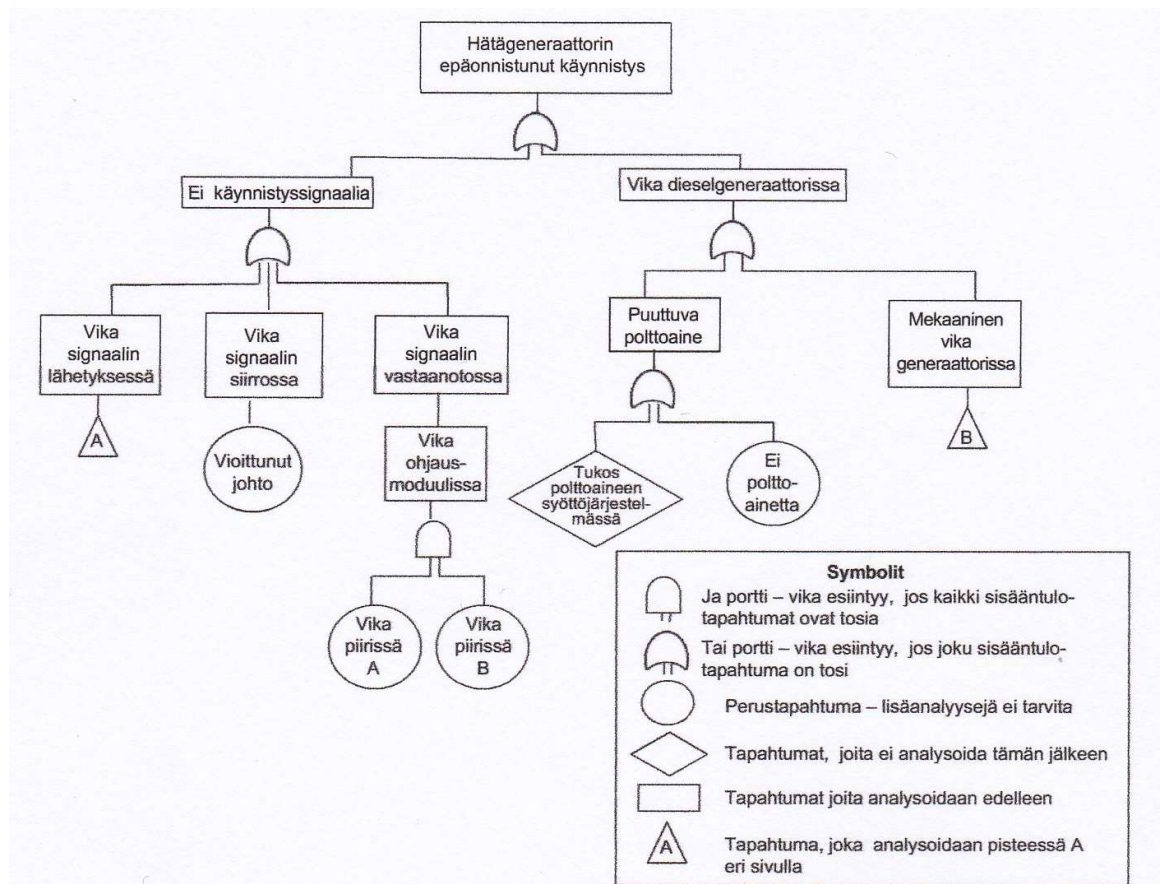 Hätägeneraattorin
epäonnistunut käynnistys
Ei käynnistyssignaalia
Vika dieselgeneraattorissa
Vika
signaalin
lähetyksessä
Vika
signaalin
siirrossa
Vika
signaalin
vastaanotossa
Puuttuva
polttoaine
Mekaaninen
vika
generaattorissa
A
Vioittunut
johto
Vika
ohjaus-
moduulissa
Tukos
polttoaineen
syöttöjärjestel-
mässä
Ei
poltto-
ainetta
B
Vika
piirissä
A
Vika
piirissä
B
Symbolit
Ja portti – vika esiintyy, jos kaikki sisääntulo-
tapahtumat ovat tosia
Tai portti – vika esiintyy, jos joku sisääntulo-
tapahtuma on tosi
Perustapahtuma – lisäanalyysejä ei tarvita
Tapahtumat, joita ei analysoida tämän jälkeen
Tapahtumat joita analysoidaan edelleen
A
Tapahtuma, joka analysoidaan pisteessä A
eri sivulla